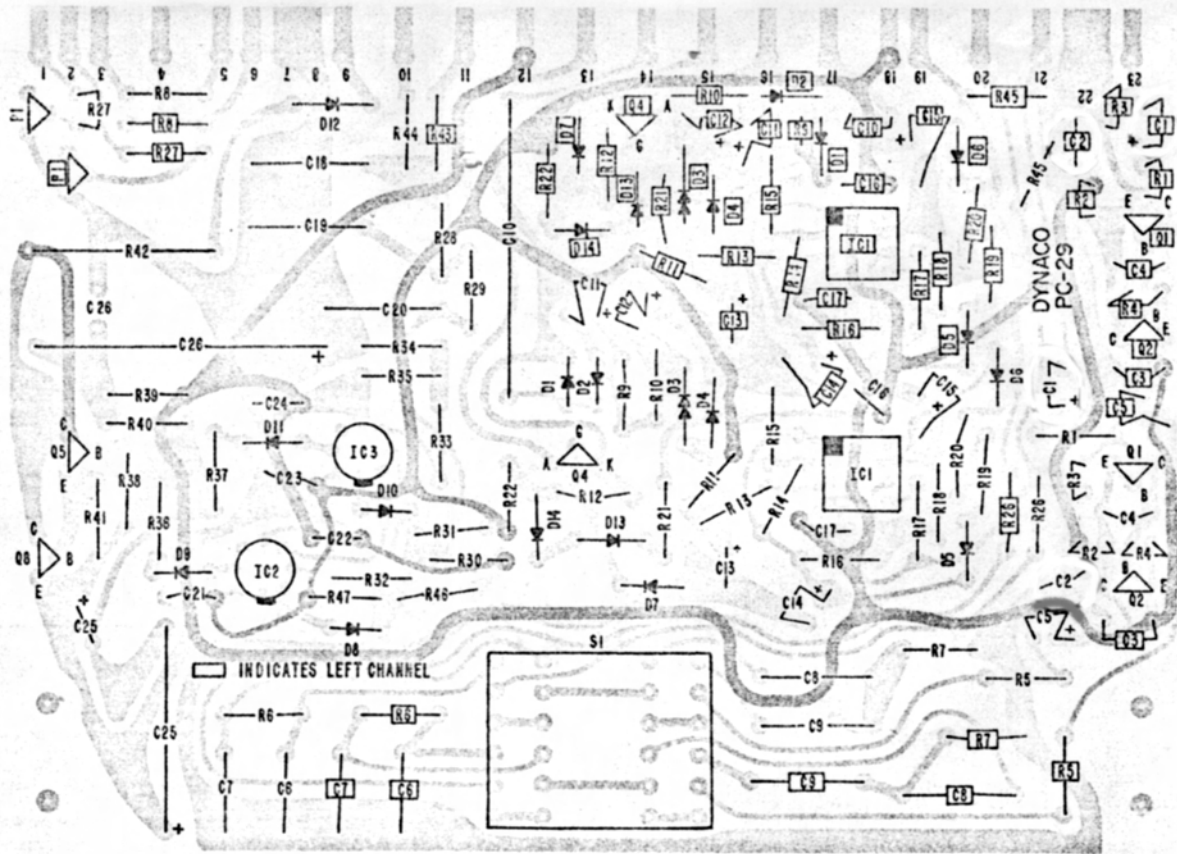 1 2 3 4 5 6 7 8 9 10 11 12 13 14 15 16 17 18 19 20 21 22 23
P1 R27 R8 D12 R44 R43 D7 R12 K Q4 A G R10 C12 C11 R9 D1 C10 C15 R45 C2 R3 C1
R8
R27
P1 C18 R22 D13 R21 D3 D4 R15 C16 D6 R45 R2 R1
R42 C19 R28 C10 D14 R13 IC1 R20 R19 E C Q1 B
R29 R11 R17 R18 DYNACO C4
C26 C20 C11 C13 C17 R16 PC-29 R4
C26 + R34 D5 C B E Q2
R35 D1 D2 R9 R10 D3 D4 C14 C16 C15 D6 C1 C3
R39 C24 C5
R40 D11 R33 G R15 R1
C Q5 B E R37 IC3 A Q4 K R11 IC1 R20 R19 Q1 E C B
R38 C23 R22 R12 R13 R14 R3
R41 R36 D10 R31 D14 D13 R21 C17 R17 R18 R26 R26 C4
C22
C Q8 B E D9 IC2 R30 C13 R16 D5 R2 R4
R32 C2 B C E Q2
C21 R47 R46 D7 C14 C5
C25 D8 S1 R7 Q3
INDICATES LEFT CHANNEL
C8 R5
C25 R6 R6 C9 R7 R5
C7 C6 C7 C6 C9 C8